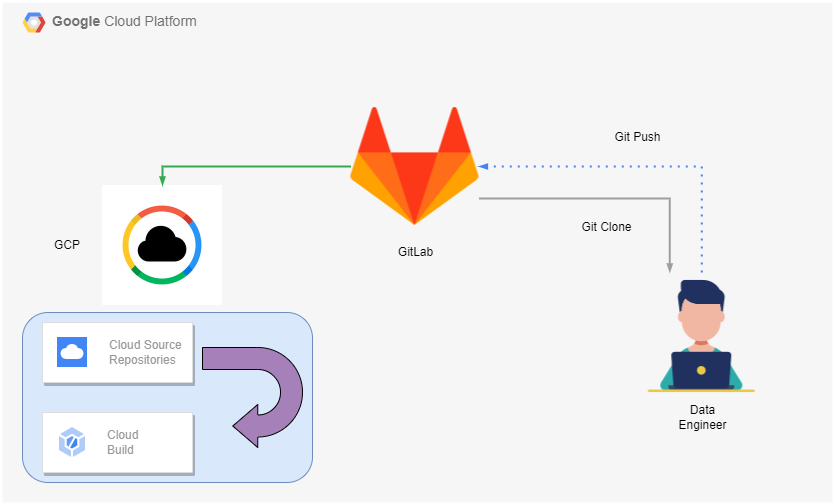 Google Cloud Platform
Git Push
GCP
GitLab
Git Clone
Cloud Source
Repositories
Cloud
Build
Data
Engineer